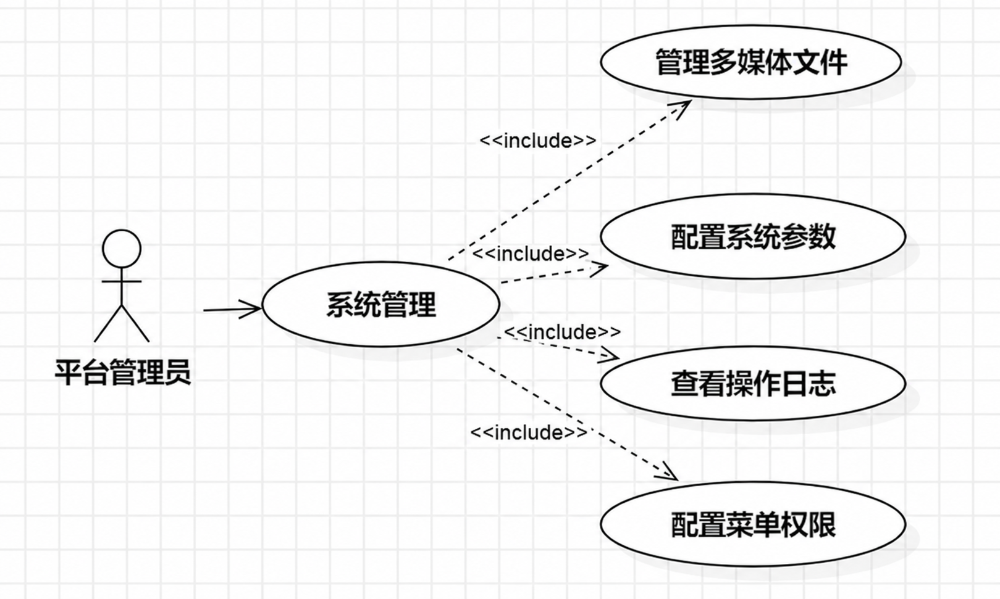 管理多媒体文件
<<include>>
配置系统参数
<<include>>
系统管理
<<include>>
平台管理员
查看操作日志
<<include>>
配置菜单权限